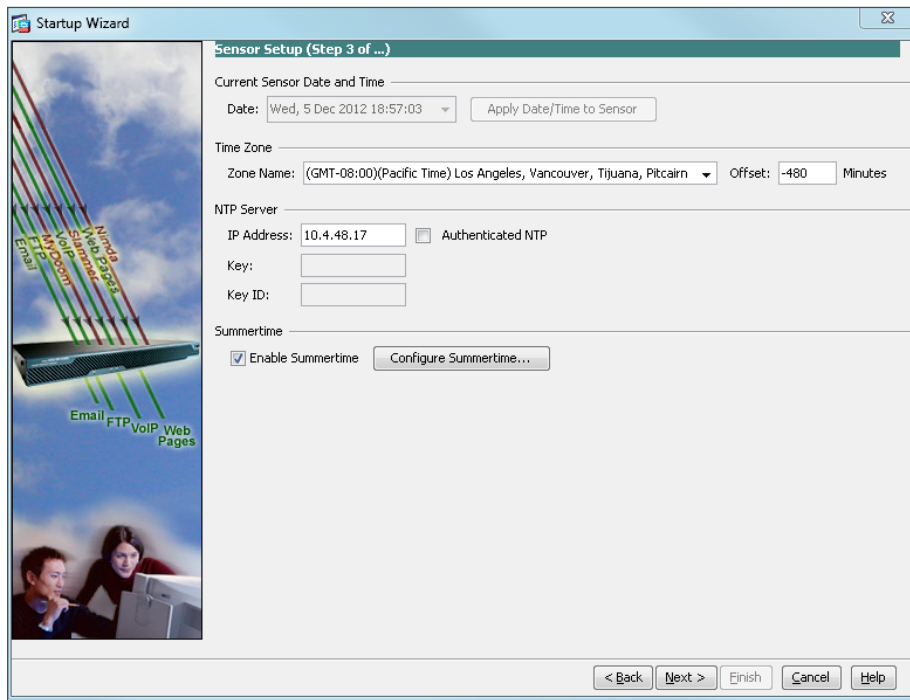 Startup Wizard
Sensor Setup (Step 3 of ...)
Current Sensor Date and Time
Date: Wed, 5 Dec 2012 18:57:03 Apply Date/Time to Sensor
Time Zone
Zone Name: (GMT-08:00)(Pacific Time) Los Angeles, Vancouver, Tijuana, Pitcairn Offset: -480 Minutes
NTP Server
IP Address: 10.4.48.17 Authenticated NTP
Key:
Key ID:
Summertime
Enable Summertime Configure Summertime...
Email
FTP
MyDoom
VoIP
Slammer
Web Pages
Nimda
Email FTP VoIP Web Pages
< Back Next > Finish Cancel Help